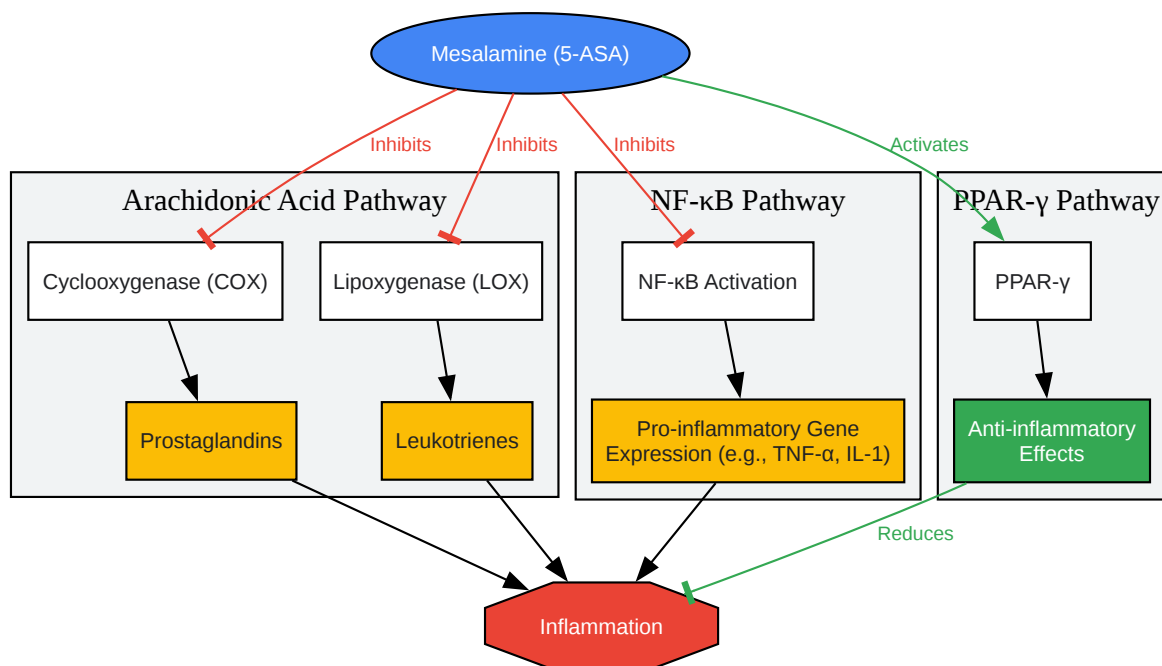 Mesalamine (5-ASA)
Inhibits
Inhibits
Inhibits
Activates
Arachidonic Acid Pathway
NF-κB Pathway
PPAR-γ Pathway
Cyclooxygenase (COX)
Lipoxygenase (LOX)
NF-κB Activation
PPAR-γ
Prostaglandins
Leukotrienes
Pro-inflammatory Gene
Expression (e.g., TNF-α, IL-1)
Anti-inflammatory
Effects
Reduces
Inflammation